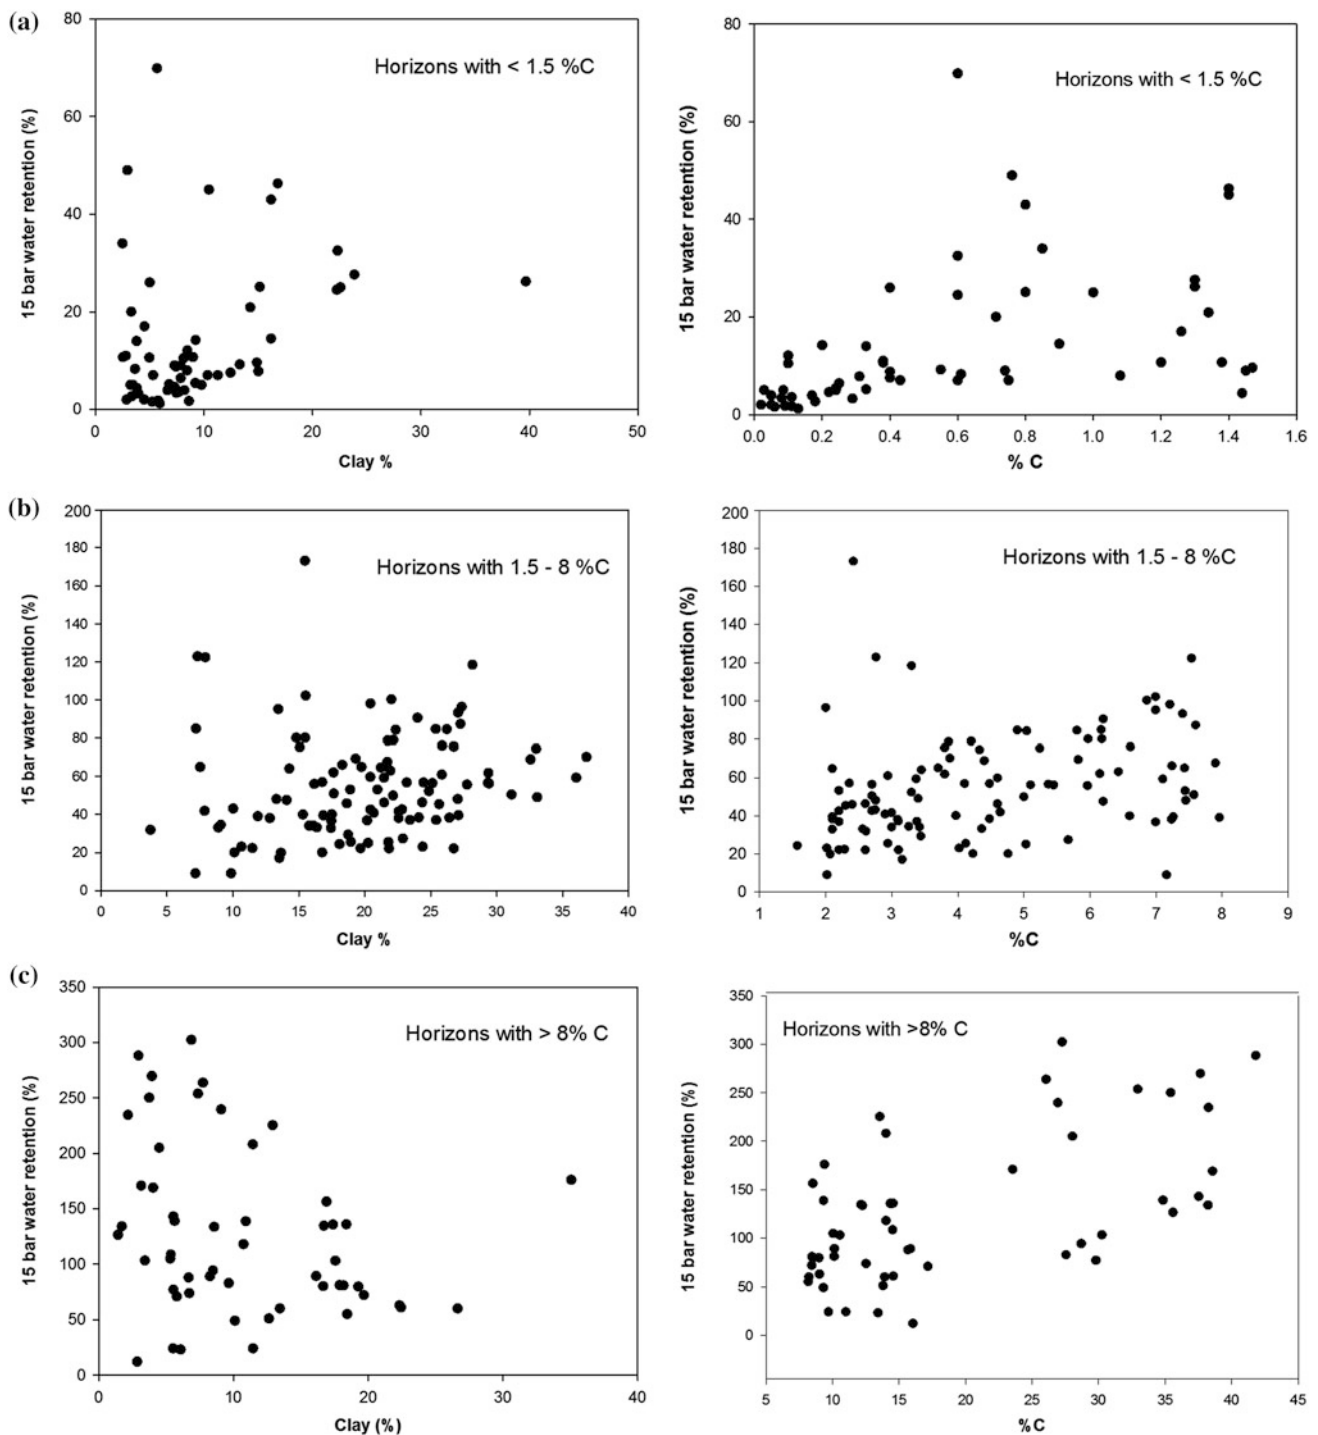 (a)
80
60
40
20
0
15 bar water retention (%)
Horizons with < 1.5 %C
0 10 20 30 40 50
Clay %
80
60
40
20
0
15 bar water retention (%)
Horizons with < 1.5 %C
0.0 0.2 0.4 0.6 0.8 1.0 1.2 1.4 1.6
% C
(b)
200
180
160
140
120
100
80
60
40
20
0
15 bar water retention (%)
Horizons with 1.5 - 8 %C
0 5 10 15 20 25 30 35 40
Clay %
200
180
160
140
120
100
80
60
40
20
0
15 bar water retention (%)
Horizons with 1.5 - 8 %C
1 2 3 4 5 6 7 8 9
%C
(c)
350
300
250
200
150
100
50
0
15 bar water retention (%)
Horizons with > 8% C
0 10 20 30 40
Clay (%)
350
300
250
200
150
100
50
0
15 bar water retention (%)
Horizons with >8% C
5 10 15 20 25 30 35 40 45
%C